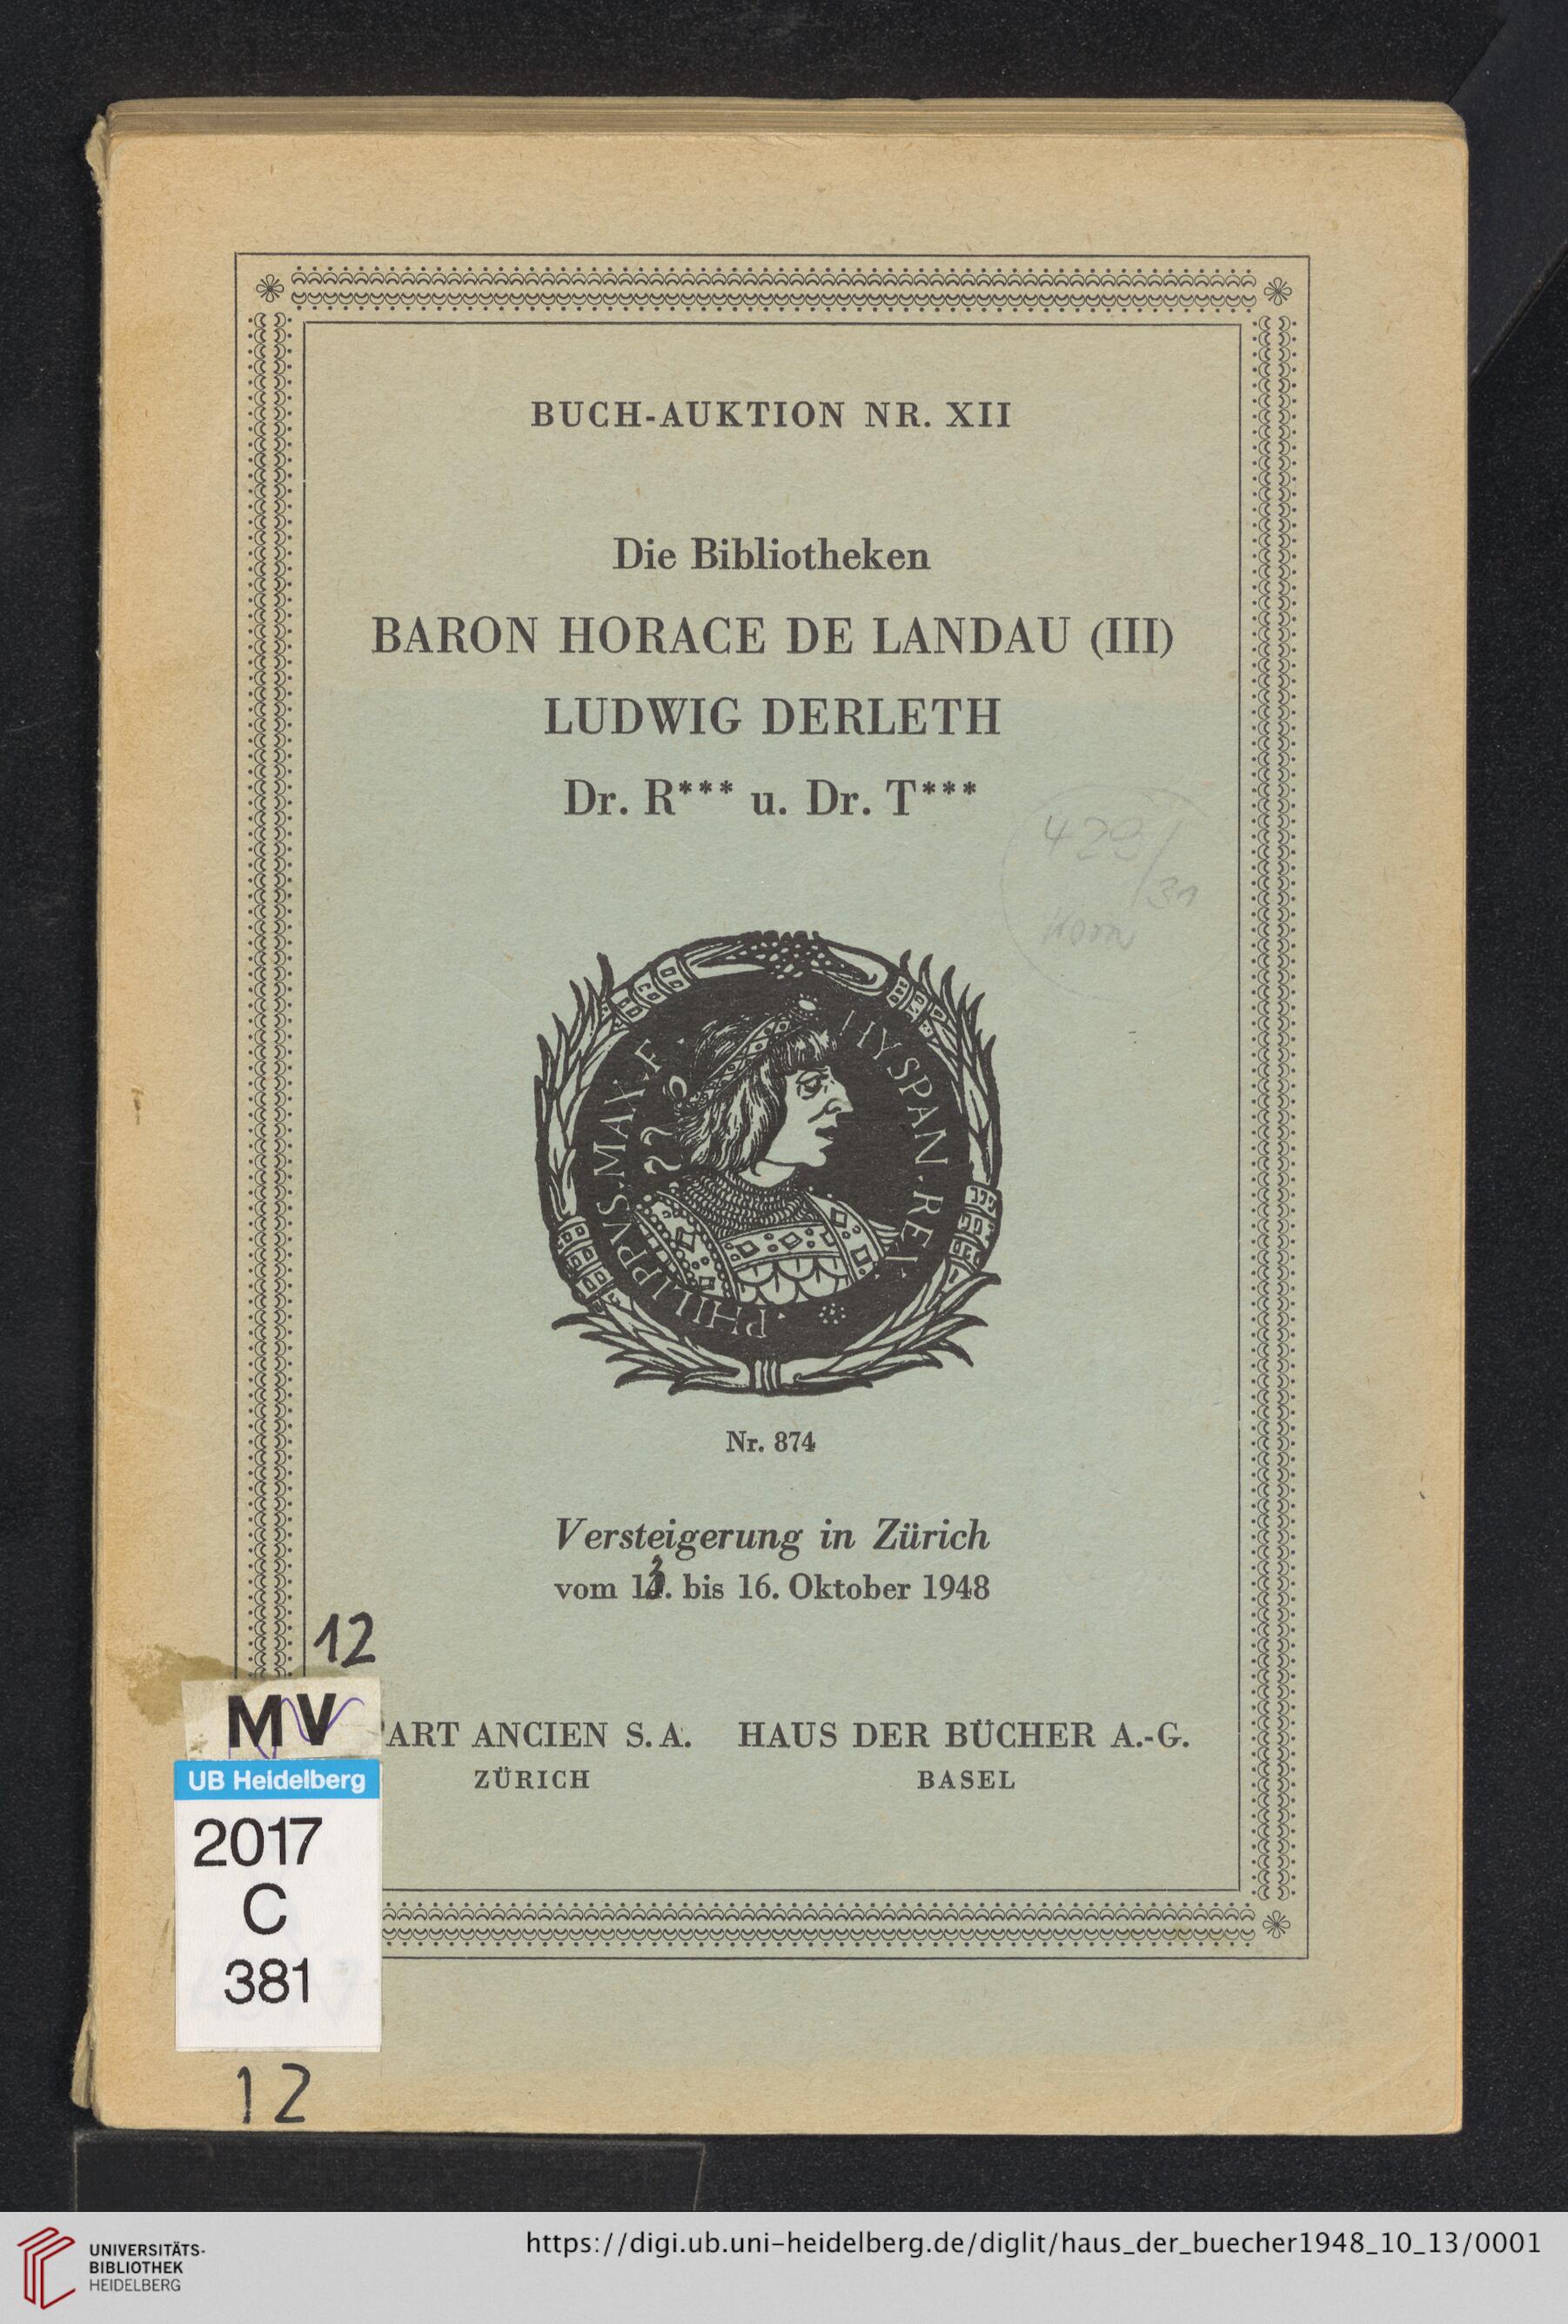 BUCH-AUKTION NR. XII
Die Bibliotheken
BARON HORACE DE LANDAU (III)
LUDWIG DERLETH
Dr. R*** u. Dr. T***
PHILIPPVS·MAX·F· HYSPAN·REX·
Nr. 874
Versteigerung in Zürich
vom 13. bis 16. Oktober 1948
12
MV
'ART ANCIEN S.A. HAUS DER BÜCHER A.-G.
ZÜRICH BASEL
UB Heidelberg
2017
C
381
12
UNIVERSITÄTS-
BIBLIOTHEK
HEIDELBERG
https://digi.ub.uni-heidelberg.de/diglit/haus_der_buecher1948_10_13/0001